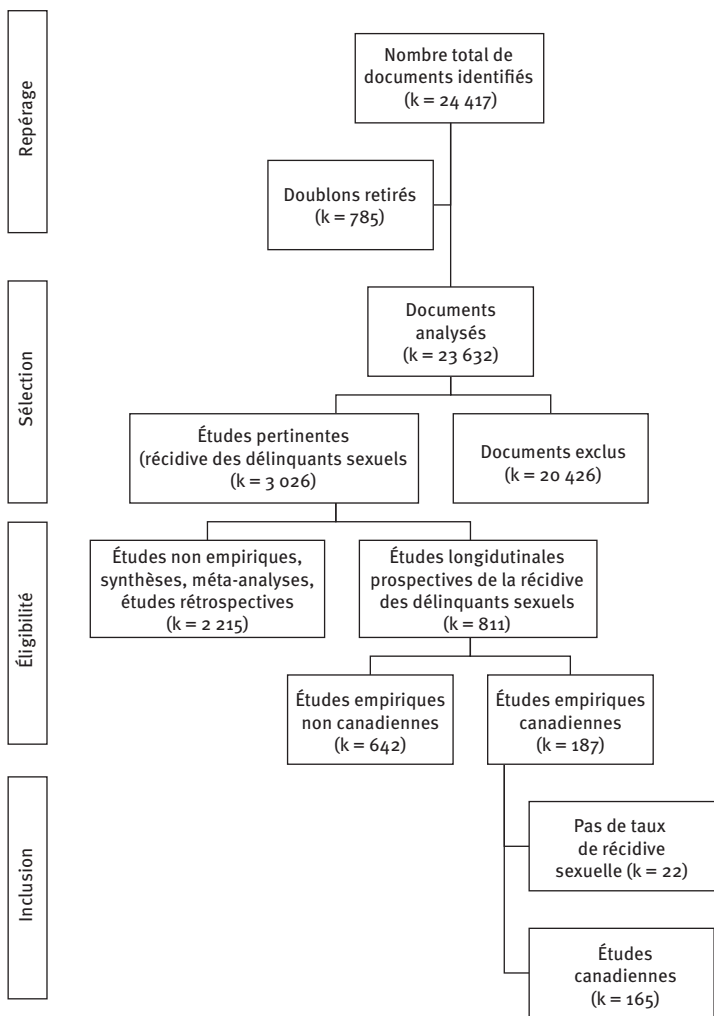 Repérage
Nombre total de
documents identifiés
(k = 24 417)
Doublons retirés
(k = 785)
Sélection
Documents
analysés
(k = 23 632)
Études pertinentes
(récidive des délinquants sexuels
(k = 3 026)
Documents exclus
(k = 20 426)
Éligibilité
Études non empiriques,
synthèses, méta-analyses,
études rétrospectives
(k = 2 215)
Études longidutinales
prospectives de la récidive
des délinquants sexuels
(k = 811)
Études empiriques
non canadiennes
(k = 642)
Études empiriques
canadiennes
(k = 187)
Inclusion
Pas de taux
de récidive
sexuelle (k = 22)
Études
canadiennes
(k = 165)